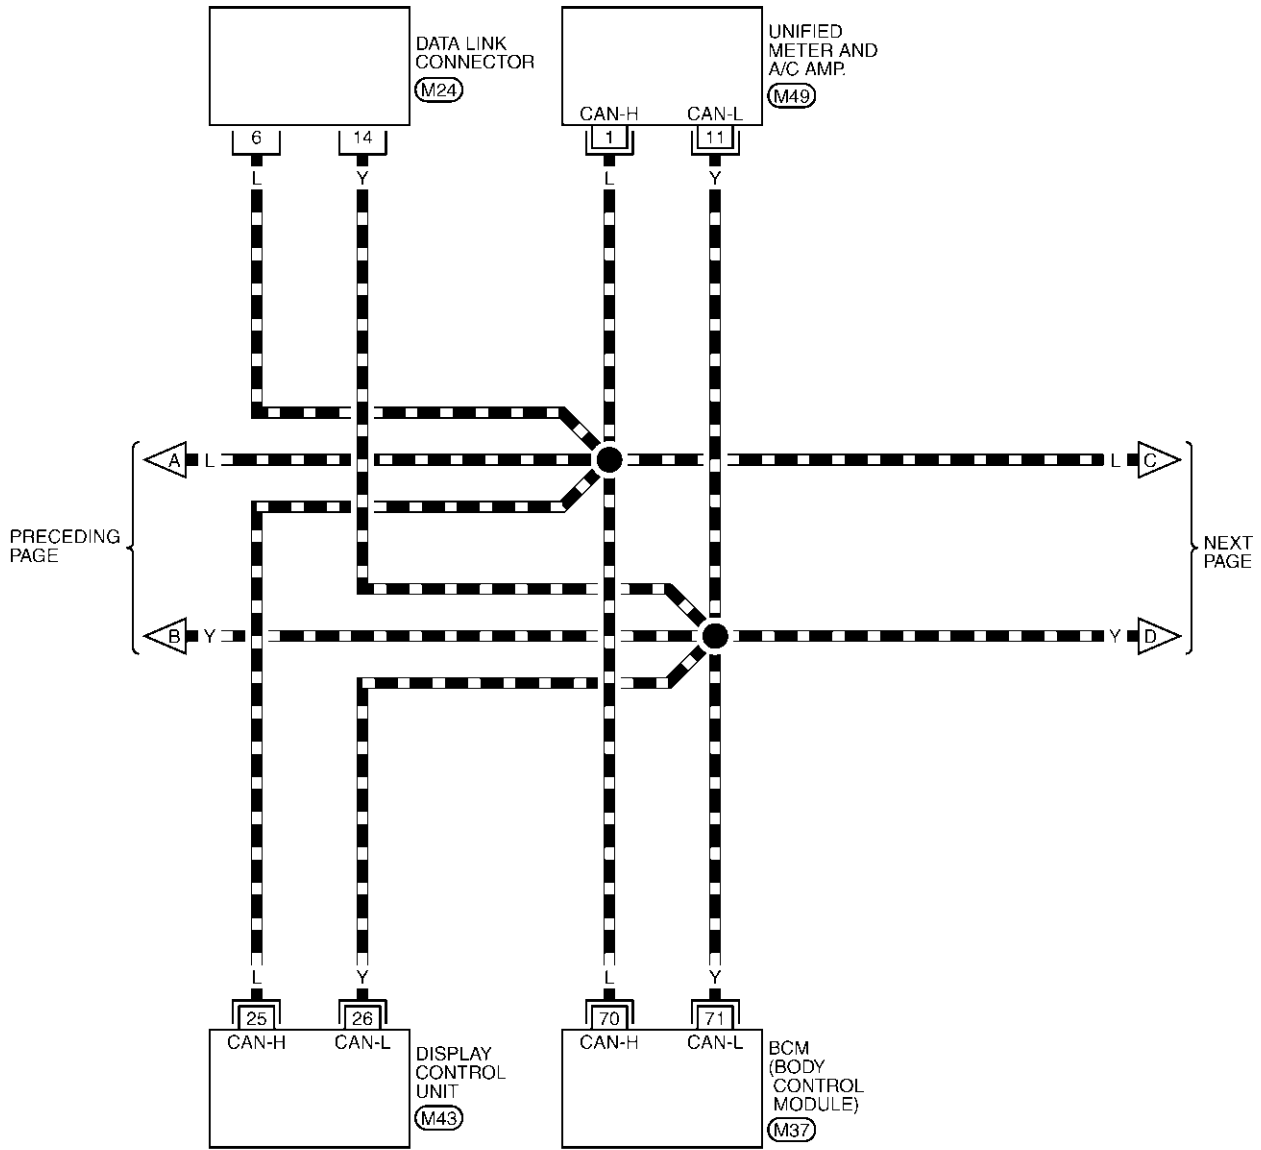 DATA LINK
CONNECTOR
M24
UNIFIED
METER AND
A/C AMP.
M49
CAN-H CAN-L
6 14 1 11
L Y L Y
A L L C
PRECEDING
PAGE
NEXT
PAGE
B Y Y D
L Y L Y
25 26 70 71
CAN-H CAN-L CAN-H CAN-L
DISPLAY
CONTROL
UNIT
M43
BCM
(BODY
CONTROL
MODULE)
M37